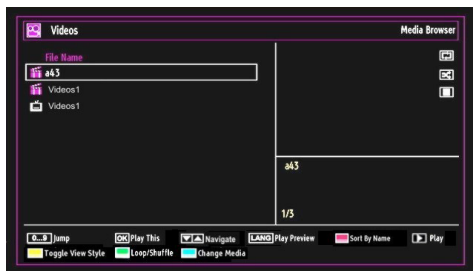 Videos
Media Browser
File Name
a43
Videos1
Videos1
a43
1/3
0...9 Jump OK Play This Navigate LANG Play Preview Sort By Name Play
Toggle View Style Loop/Shuffle Change Media